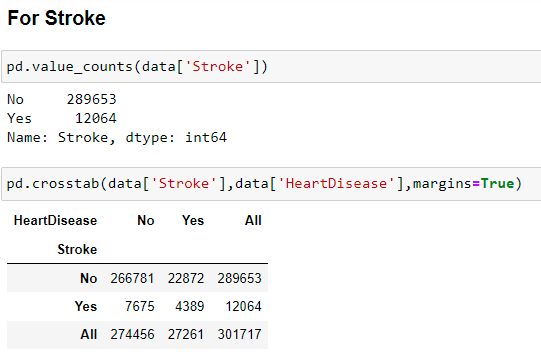 For Stroke
pd.value_counts(data['Stroke'])
No 289653
Yes 12064
Name: Stroke, dtype: int64
pd.crosstab(data['Stroke'],data['HeartDisease'],margins=True)
HeartDisease No Yes All
Stroke
No 266781 22872 289653
Yes 7675 4389 12064
All 274456 27261 301717